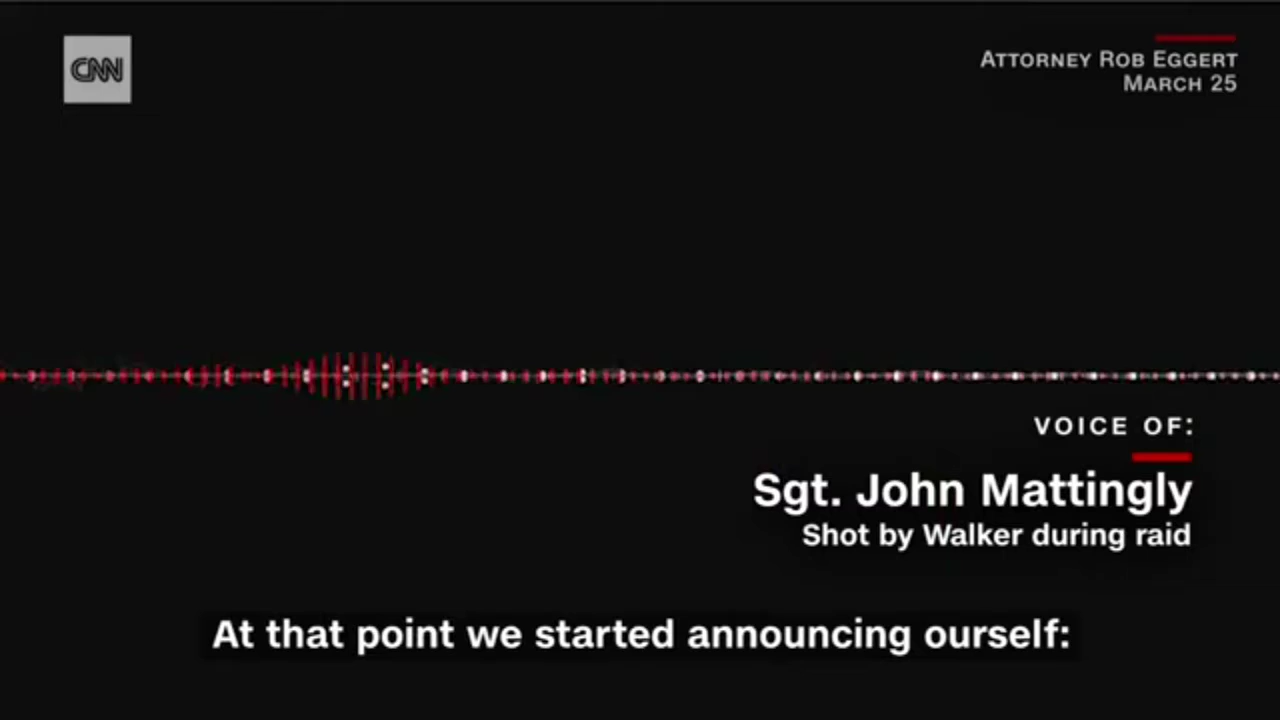 CNN
ATTORNEY ROB EGGERT
MARCH 25
VOICE OF:
Sgt. John Mattingly
Shot by Walker during raid
At that point we started announcing ourself: